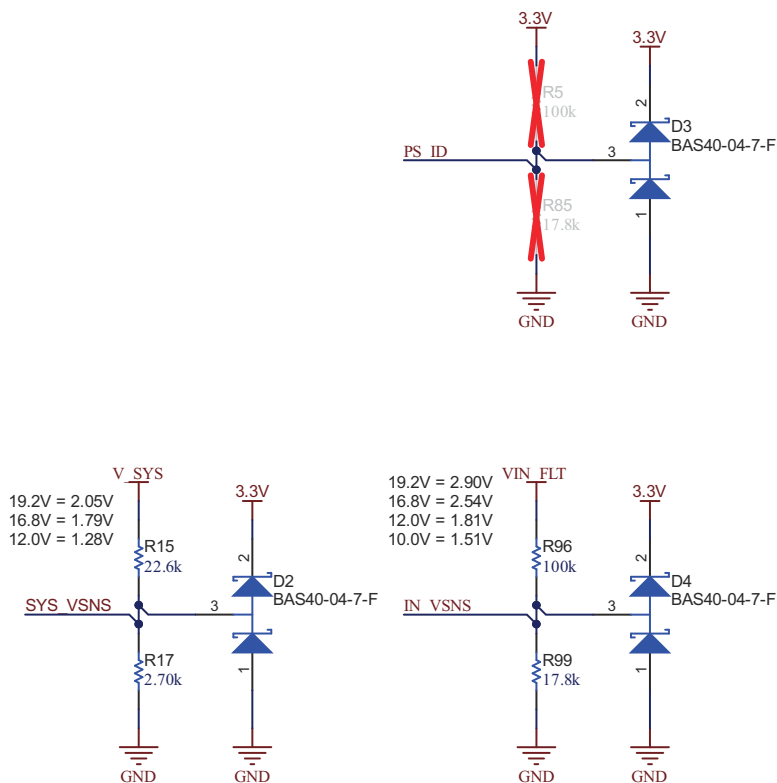 3.3V
3.3V
R5
100k
2
D3
BAS40-04-7-F
PS_ID
3
R85
17.8k
1
GND
GND
V_SYS
19.2V = 2.05V
16.8V = 1.79V
12.0V = 1.28V
3.3V
R15
22.6k
2
D2
BAS40-04-7-F
SYS_VSNS
3
R17
2.70k
1
GND
GND
VIN_FLT
19.2V = 2.90V
16.8V = 2.54V
12.0V = 1.81V
10.0V = 1.51V
3.3V
R96
100k
2
D4
BAS40-04-7-F
IN_VSNS
3
R99
17.8k
1
GND
GND